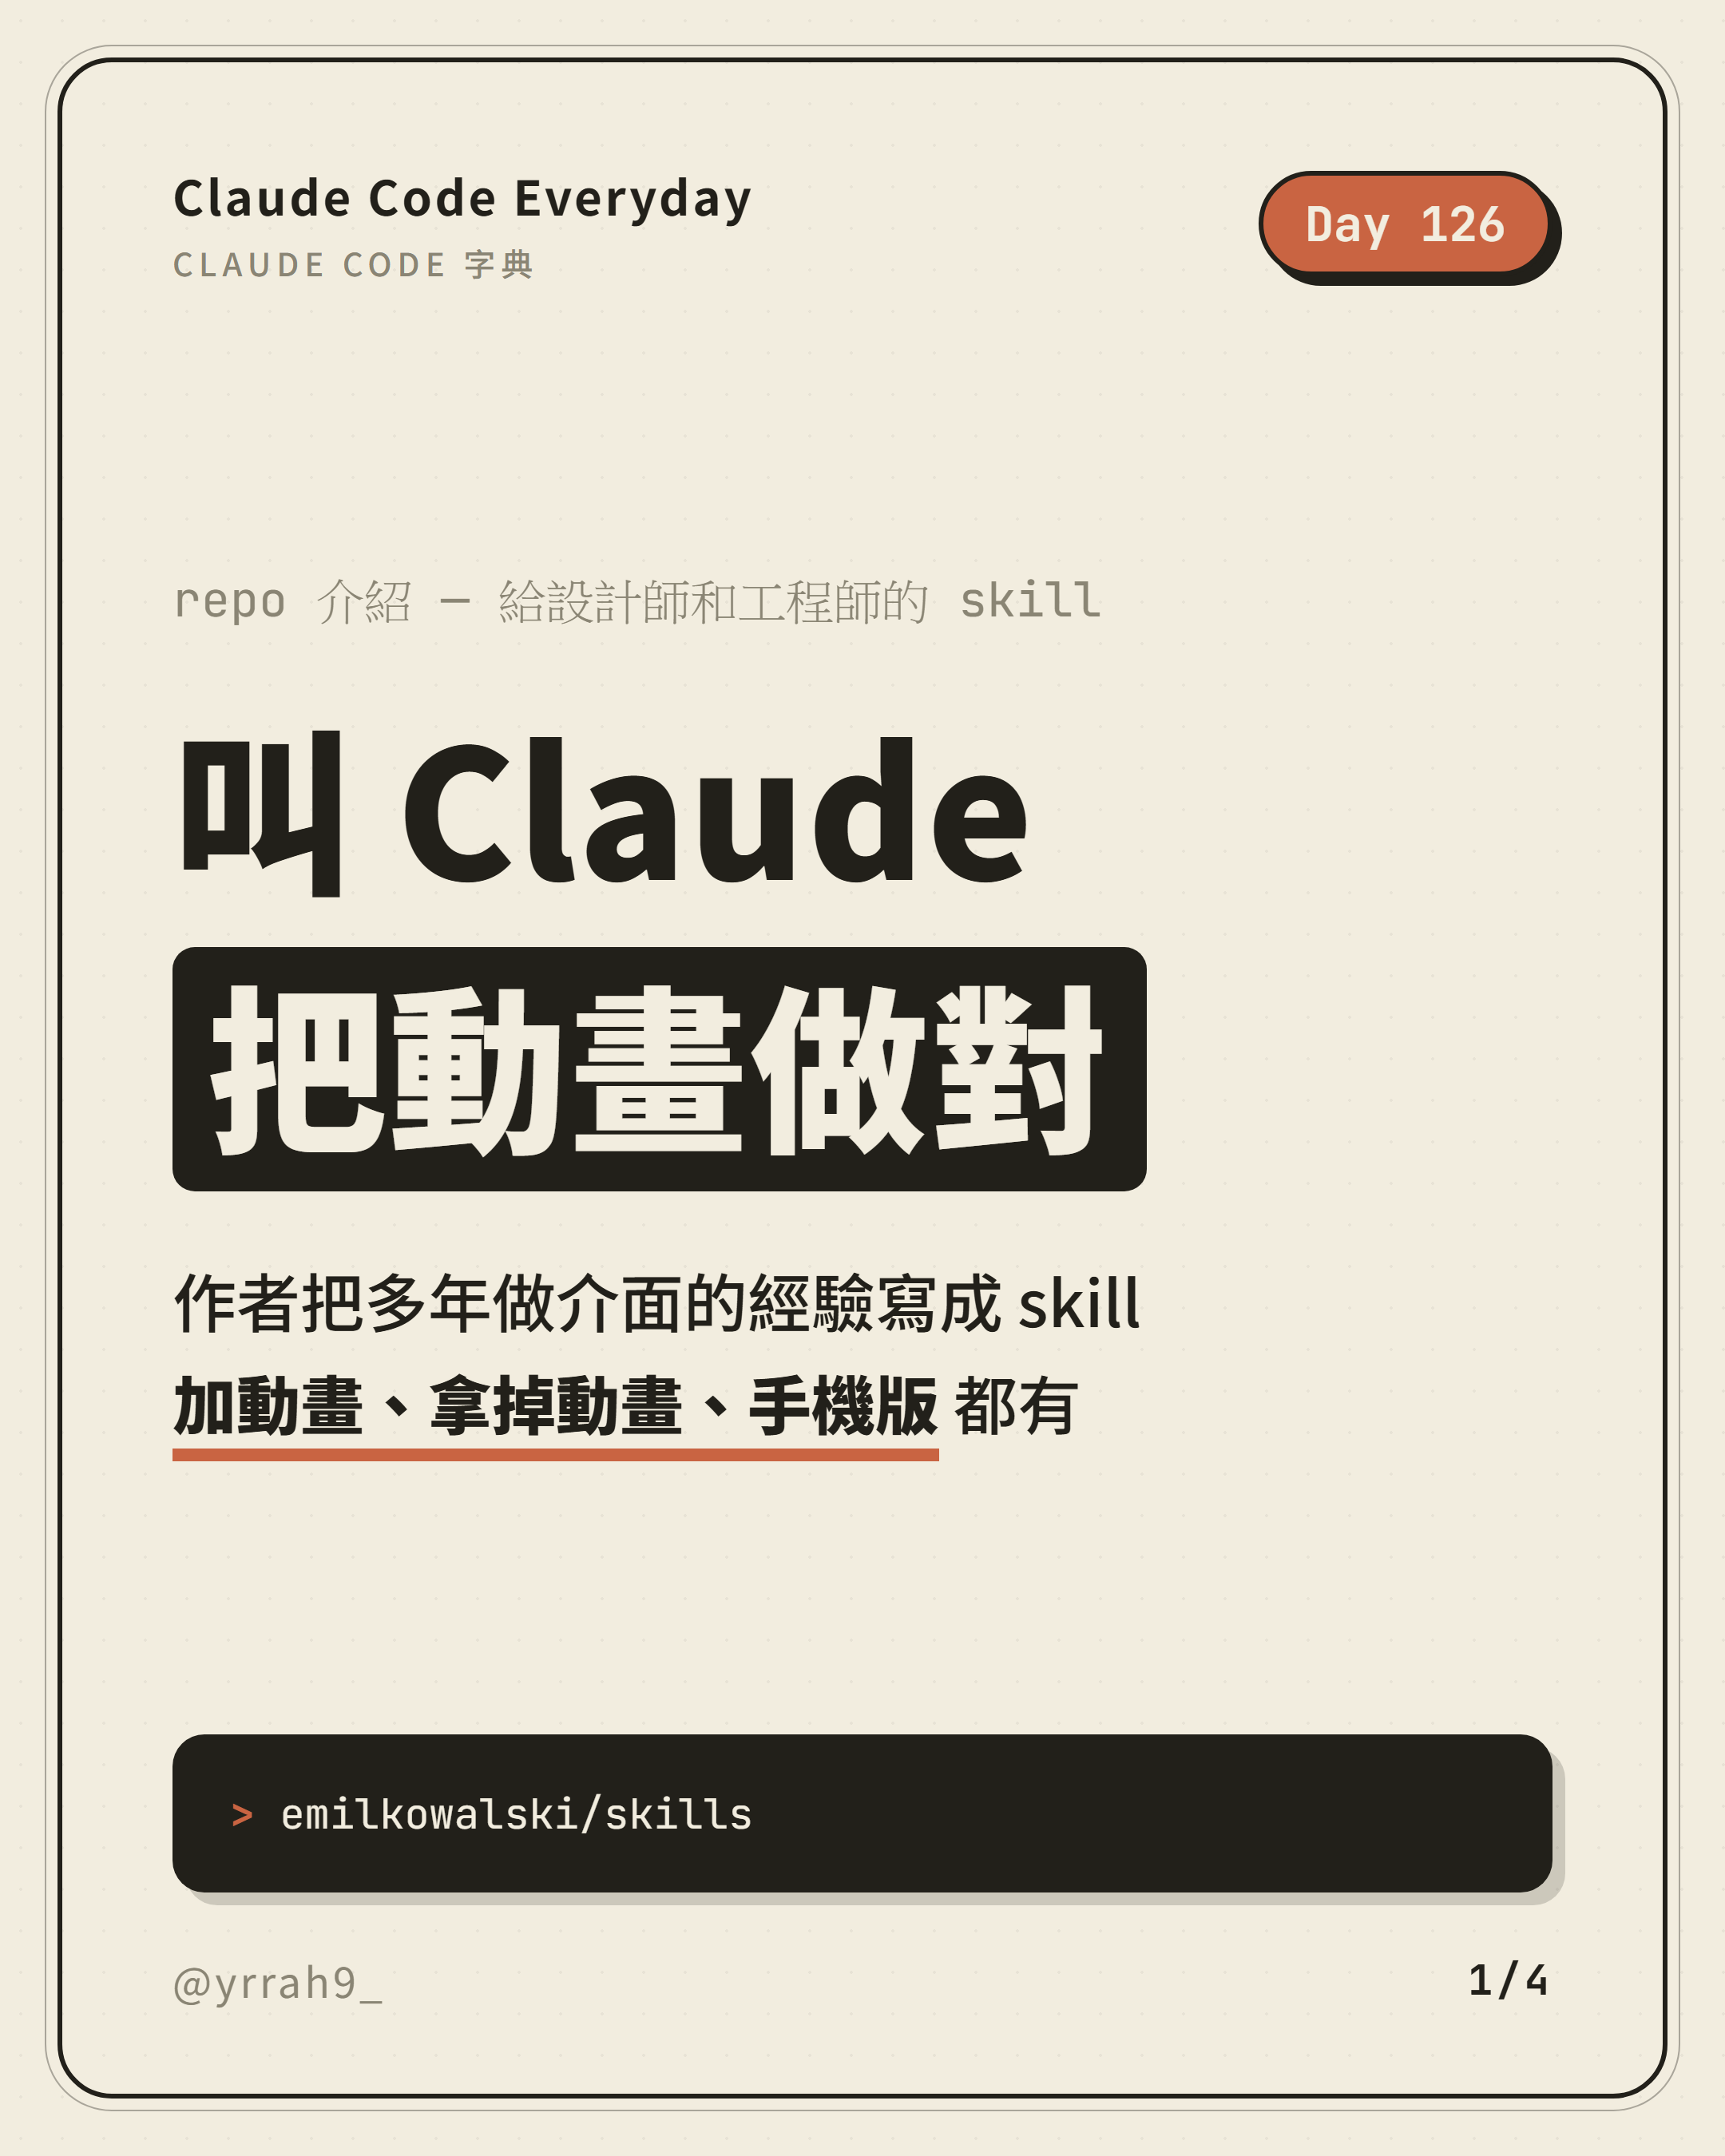 Claude Code Everyday
CLAUDE CODE 字典
Day 126
repo 介紹 — 給設計師和工程師的 skill
叫 Claude
把動畫做對
作者把多年做介面的經驗寫成 skill
加動畫、拿掉動畫、手機版 都有
> emilkowalski/skills
@yrrah9_
1/4